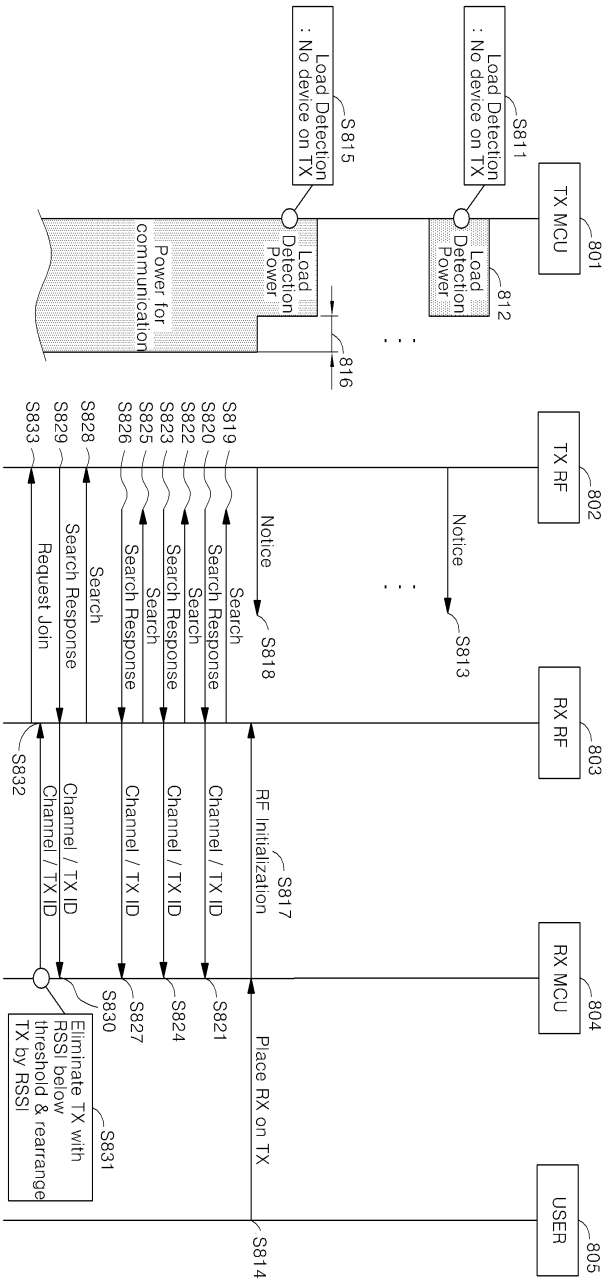 801
TX MCU
802
TX RF
803
RX RF
804
RX MCU
805
USER
S811
Load Detection
: No device on TX
812
Load
Detection
Power
. . .
Notice
S813
. . .
S815
Load Detection
: No device on TX
Load
Detection
Power
816
Power for
communication
Place RX on TX
S814
RF Initialization
S817
Notice
S818
S819
Search
S820
Search Response
Channel / TX ID
S821
S822
Search
S823
Search Response
Channel / TX ID
S824
S825
Search
S826
Search Response
Channel / TX ID
S827
S828
Search
S829
Search Response
Channel / TX ID
S830
S831
Eliminate TX with
RSSI below
threshold & rearrange
TX by RSSI
Channel / TX ID
S832
S833
Request Join